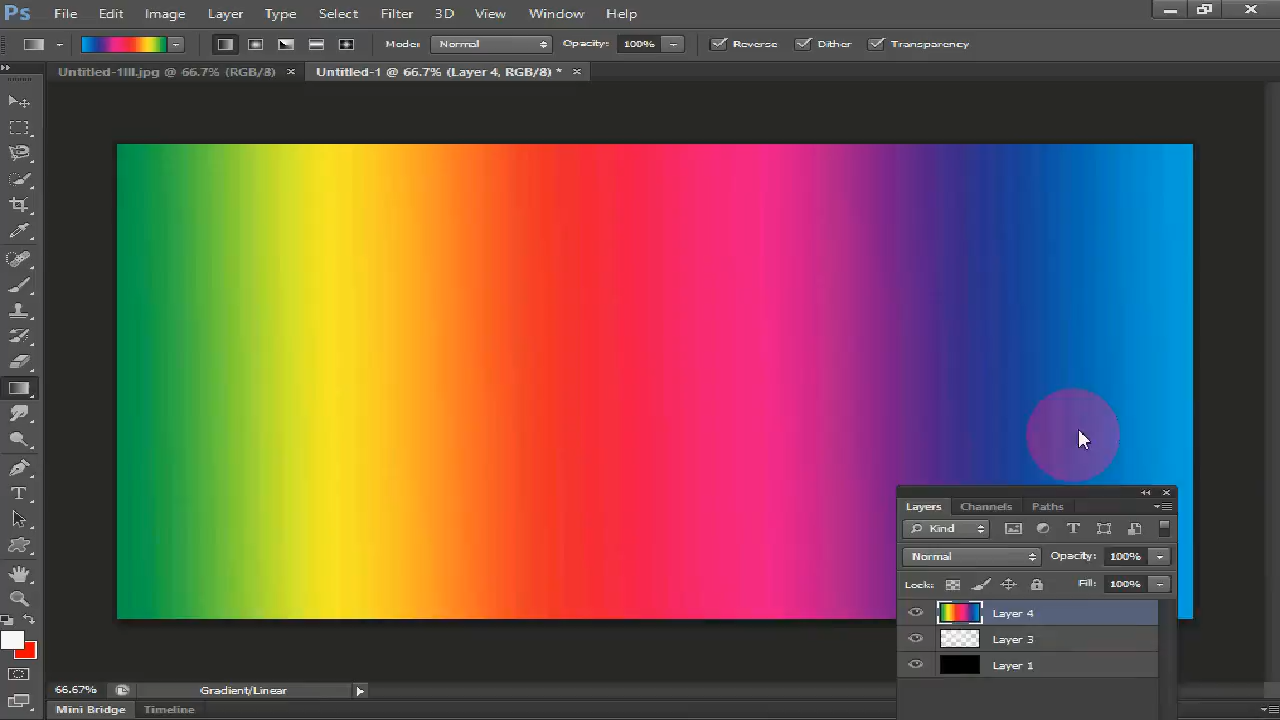 Ps File Edit Image Layer Type Select Filter 3D View Window Help
Mode: Normal Opacity: 100% Reverse Dither Transparency
Untitled-1lll.jpg @ 66.7% (RGB/8) × Untitled-1 @ 66.7% (Layer 4, RGB/8) * ×
Layers Channels Paths
Kind
Normal Opacity: 100%
Lock: Fill: 100%
Layer 4
Layer 3
Layer 1
66.67% Gradient/Linear
Mini Bridge Timeline